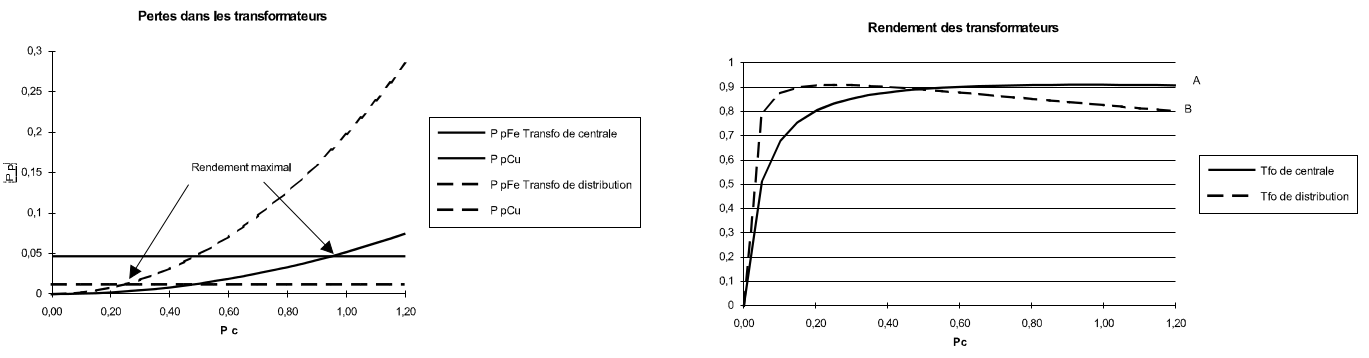 Pertes dans les transformateurs
0,3
0,25
0,2
0,15
0,1
0,05
0
|P p|
Rendement maximal
0,00
0,20
0,40
0,60
0,80
1,00
1,20
P c
P pFe Transfo de centrale
P pCu
P pFe Transfo de distribution
P pCu
Rendement des transformateurs
1
0,9
0,8
0,7
0,6
0,5
0,4
0,3
0,2
0,1
0
A
B
0,00
0,20
0,40
0,60
0,80
1,00
1,20
Pc
Tfo de centrale
Tfo de distribution